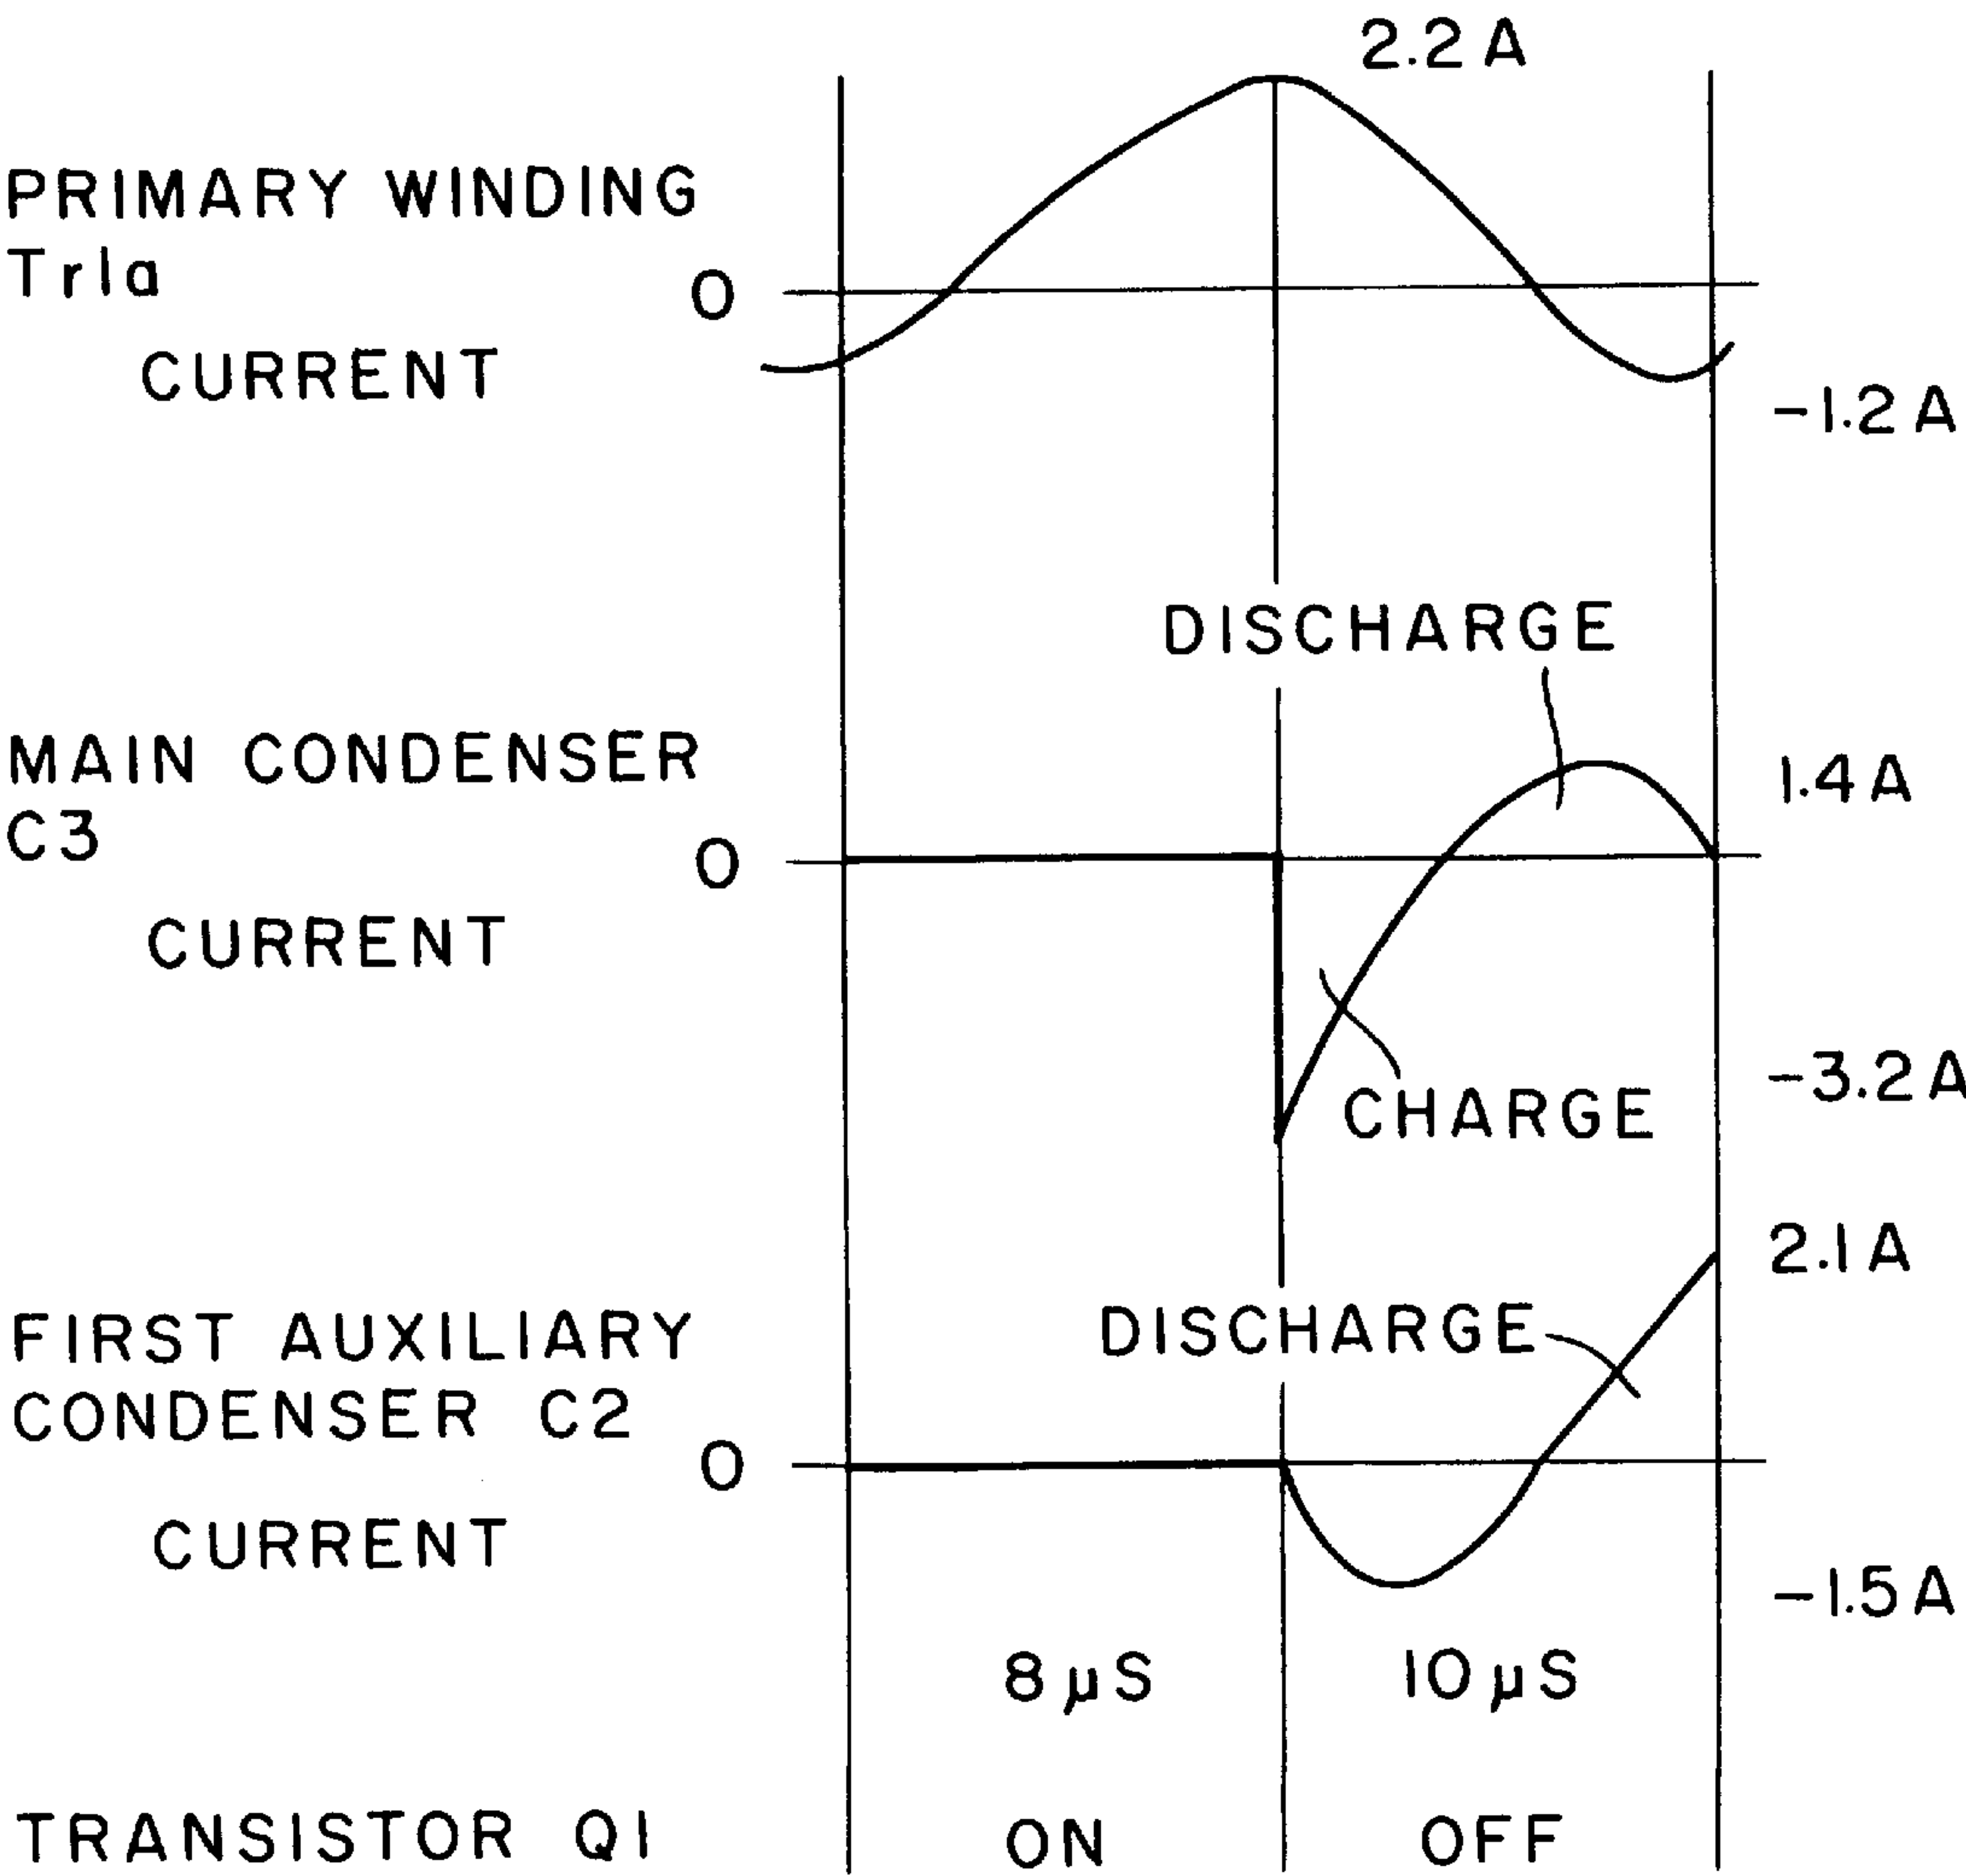 2.2 A
PRIMARY WINDING
Tr1a
0
CURRENT
-1.2 A
DISCHARGE
MAIN CONDENSER
C3
1.4 A
0
CURRENT
-3.2 A
CHARGE
2.1 A
FIRST AUXILIARY
DISCHARGE
CONDENSER C2
0
CURRENT
-1.5 A
8 µS
10 µS
TRANSISTOR Q1
ON
OFF